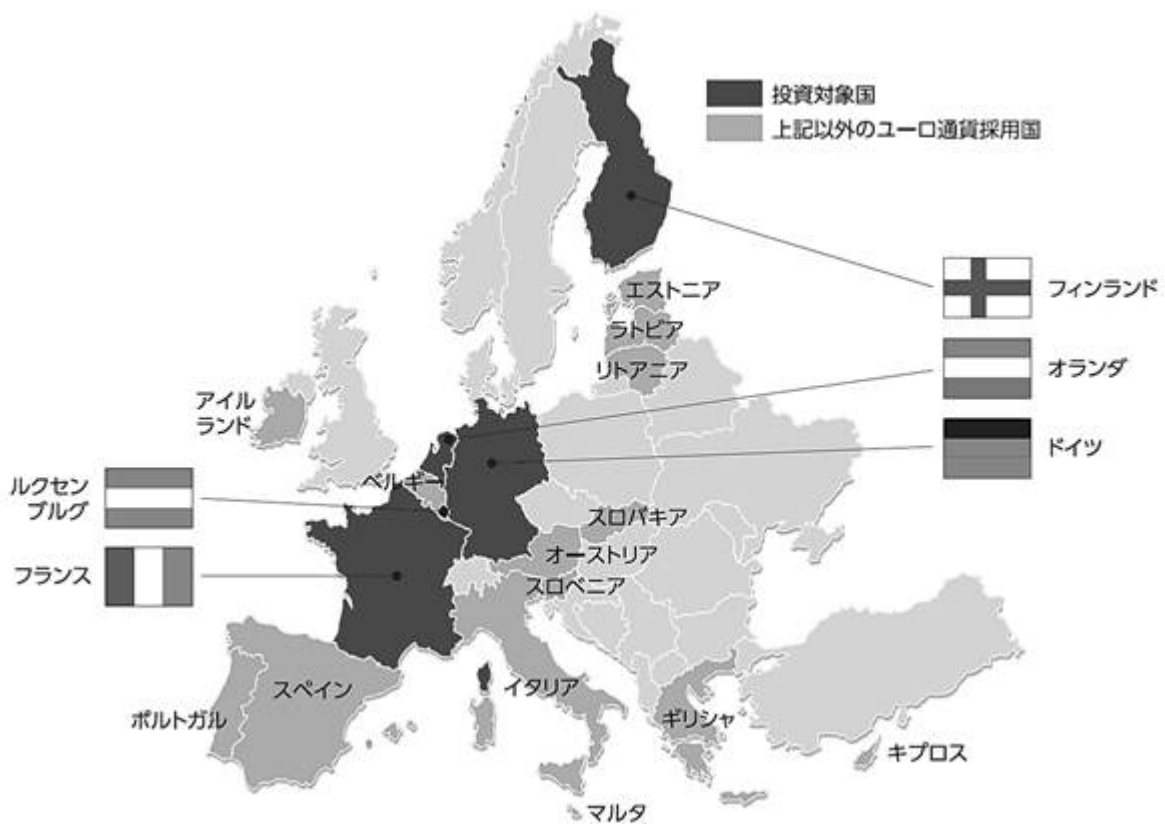 投資対象国
上記以外のユーロ通貨採用国
フィンランド
エストニア
ラトビア
リトアニア
オランダ
アイル
ランド
ドイツ
ベルギー
ルクセン
ブルグ
スロバキア
オーストリア
フランス
スロベニア
スペイン
イタリア
ポルトガル
ギリシャ
キプロス
マルタ